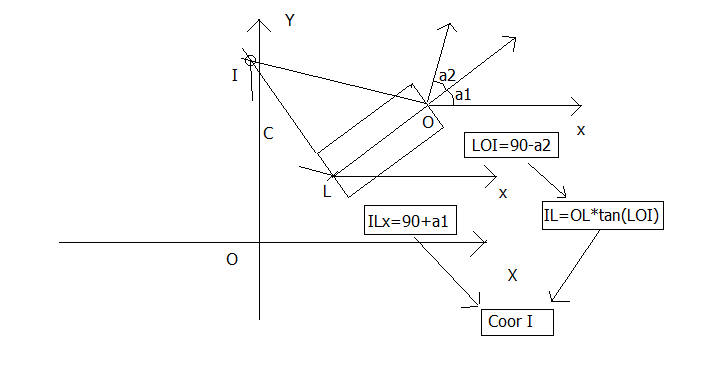 Y
I
a2
a1
C
O
x
LOI=90-a2
L
x
IL=OL*tan(LOI)
ILx=90+a1
O
X
Coor I